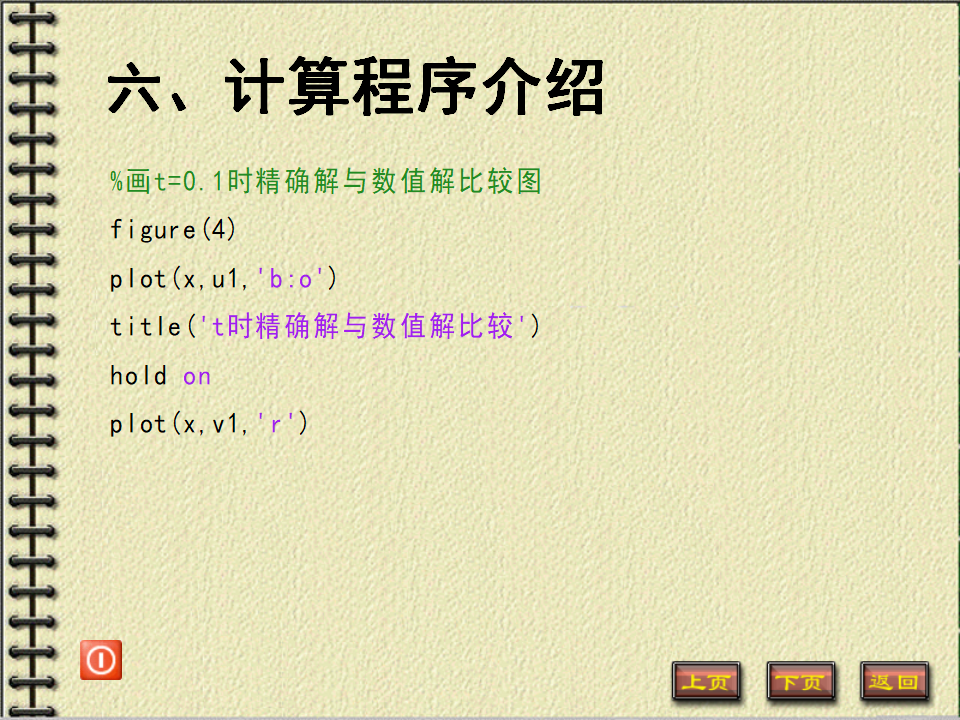 六、计算程序介绍
%画t=0.1时精确解与数值解比较图
figure(4)
plot(x,u1,'b:o')
title('t时精确解与数值解比较')
hold on
plot(x,v1,'r')
上页 下页 返回